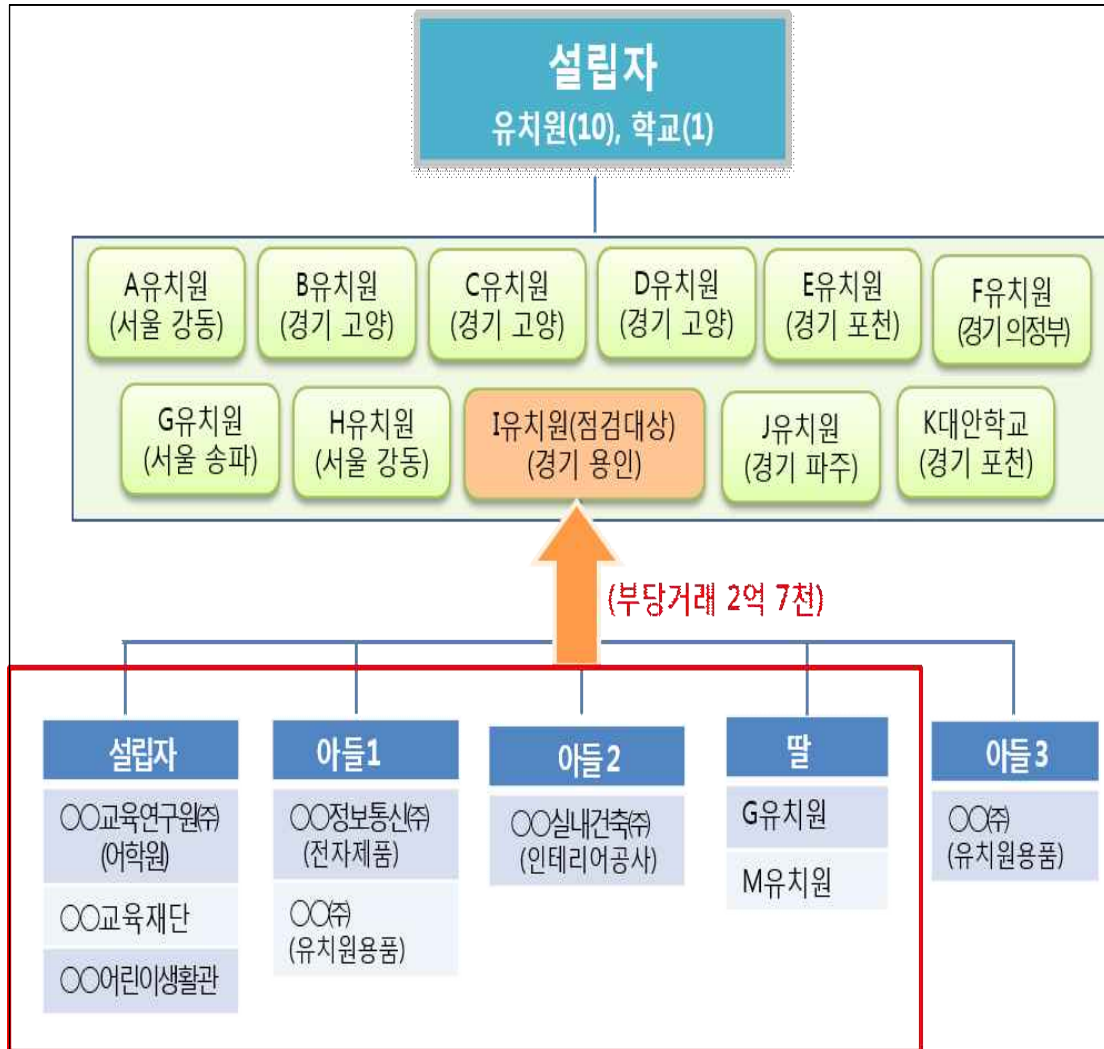 설립자
유치원(10), 학교(1)
A유치원
(서울 강동)
B유치원
(경기 고양)
C유치원
(경기 고양)
D유치원
(경기 고양)
E유치원
(경기 포천)
F유치원
(경기 의정부)
G유치원
(서울 송파)
H유치원
(서울 강동)
I유치원(점검대상)
(경기 용인)
J유치원
(경기 파주)
K대안학교
(경기 포천)
(부당거래 2억 7천)
설립자
○○교육연구원㈜
(어학원)
○○교육재단
○○어린이생활관
아들1
○○정보통신㈜
(전자제품)
○○㈜
(유치원용품)
아들2
○○실내건축㈜
(인테리어공사)
딸
G유치원
M유치원
아들3
○○㈜
(유치원용품)